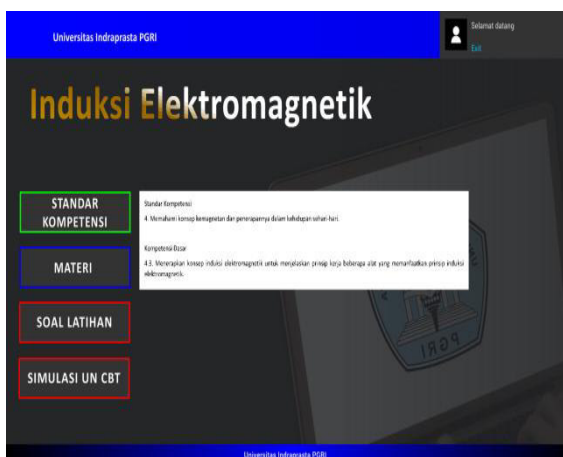 Universitas Indraprasta PGRI
Selamat datang
Exit
Induksi Elektromagnetik
STANDAR
KOMPETENSI
MATERI
SOAL LATIHAN
SIMULASI UN CBT
Standar Kompetensi
4. Memahami konsep kemagnetan dan penerapannya dalam kehidupan sehari-hari.
Kompetensi Dasar
4.3. Menerapkan konsep induksi elektromagnetik untuk menjelaskan prinsip kerja beberapa alat yang memanfaatkan prinsip induksi
elektromagnetik.
PGRI
Universitas Indraprasta PGRI